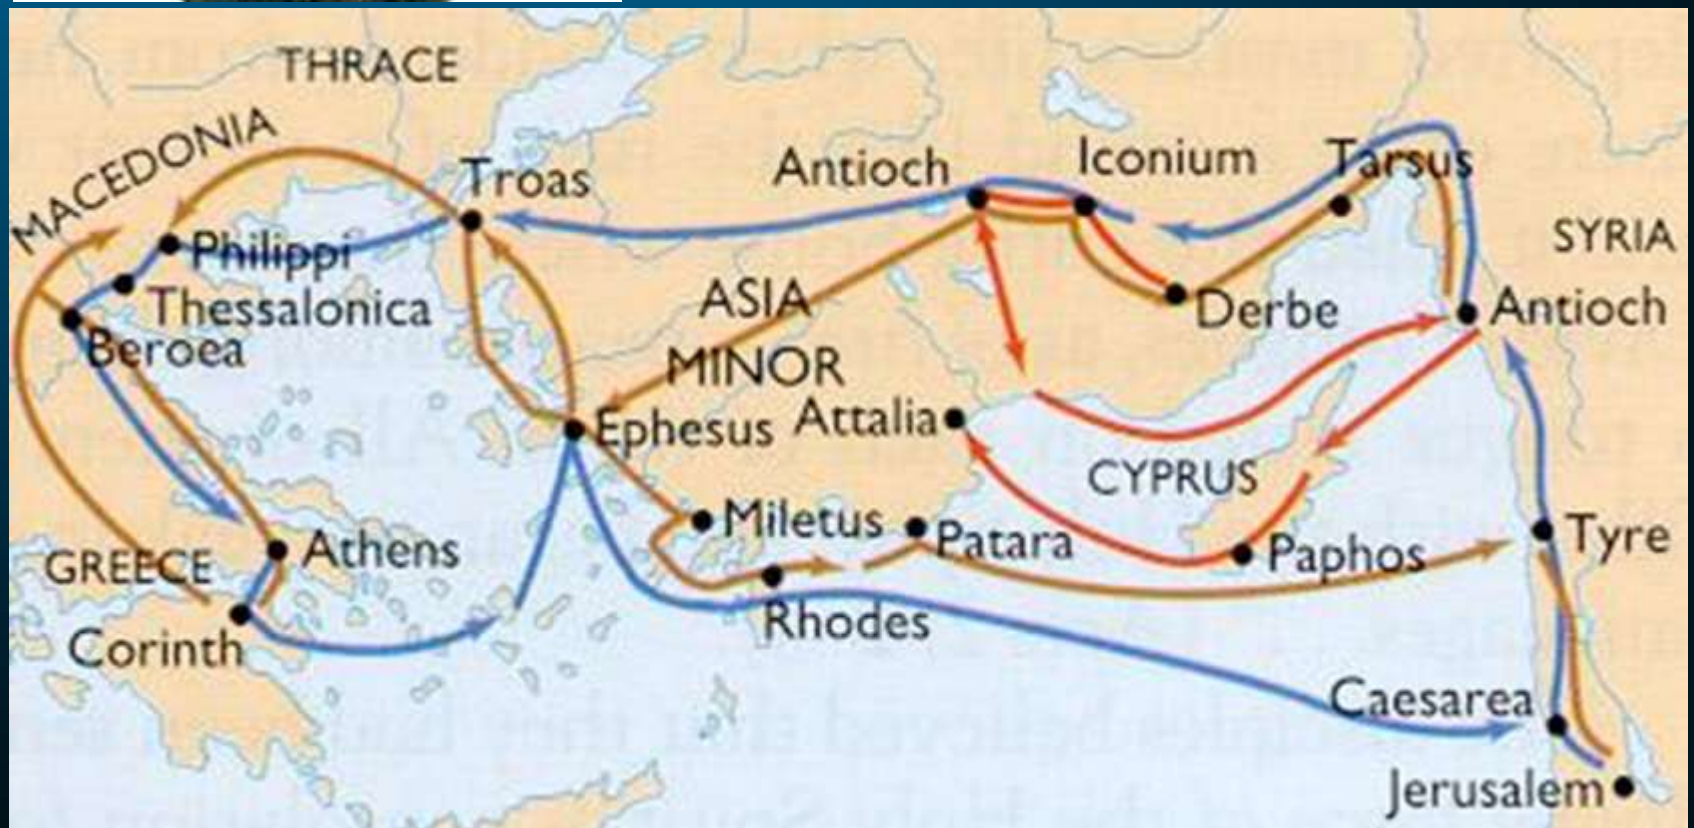 THRACE
MACEDONIA
Troas
Antioch
Iconium
Tarsus
Philippi
SYRIA
Thessalonica
ASIA
MINOR
Derbe
Antioch
Beroea
Ephesus
Attalia
CYPRUS
Miletus
Patara
Paphos
Tyre
GREECE
Athens
Rhodes
Corinth
Caesarea
Jerusalem